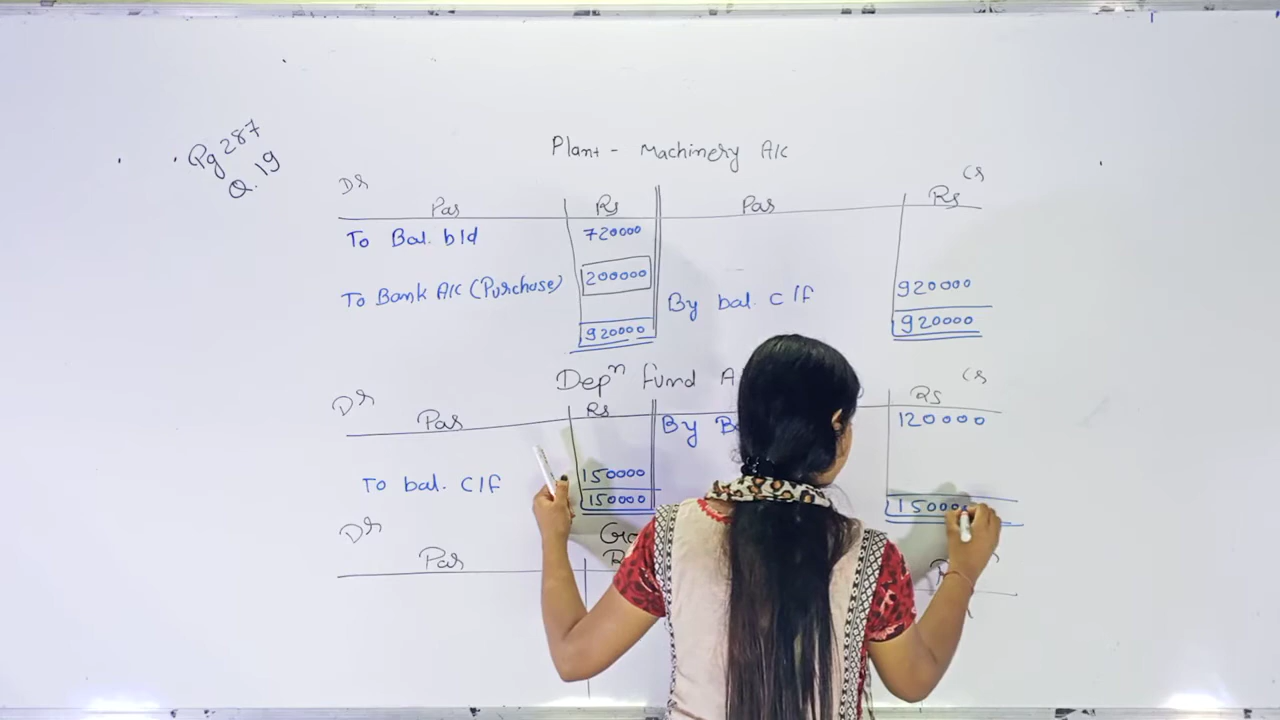 Pg 287
Q. 19
Plant - Machinery A/c
Dr Cr
Par Rs Par Rs
To Bal. b/d 720000
To Bank A/c (Purchase) 200000 By bal. c/f 920000
920000 920000
Depn fund A
Dr Cr
Par Rs Rs
By 120000
To bal. c/f 150000
150000 15000
Dr
Par